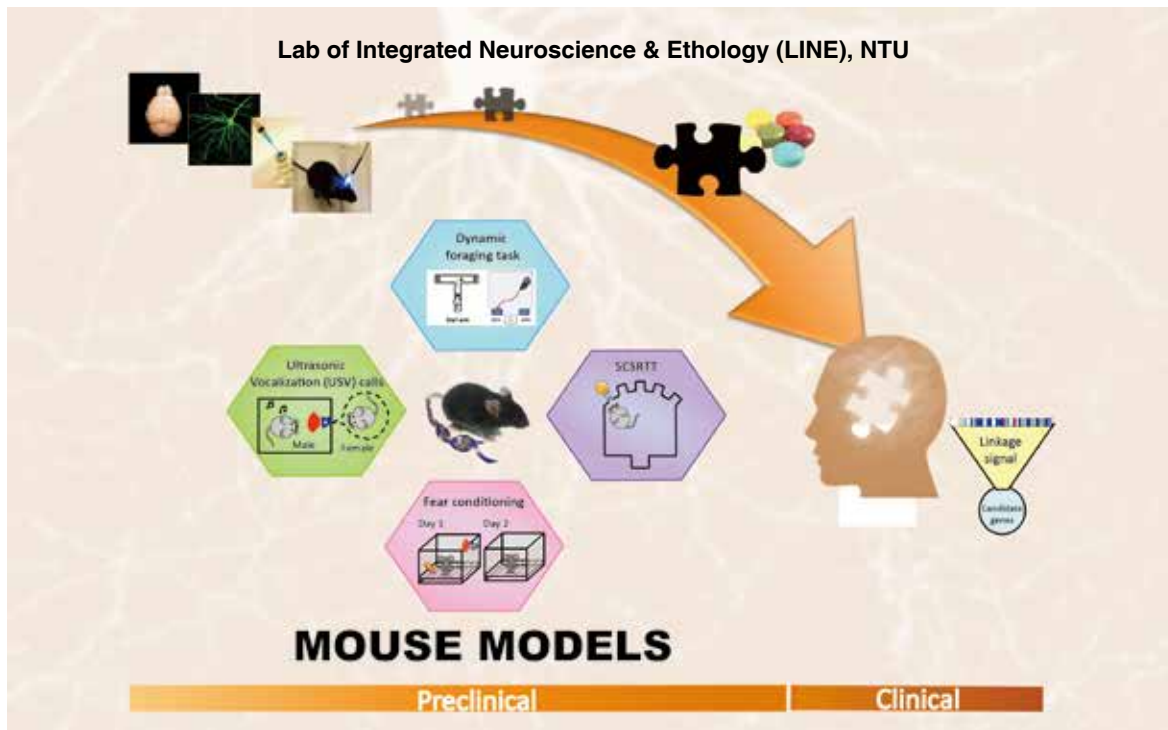 Lab of Integrated Neuroscience & Ethology (LINE), NTU
Dynamic
foraging task
Ultrasonic
Vocalization (USV) calls
Male
Female
5CSRTT
Fear conditioning
Day 1
Day 2
Linkage
signal
Candidate
genes
MOUSE MODELS
Preclinical
Clinical